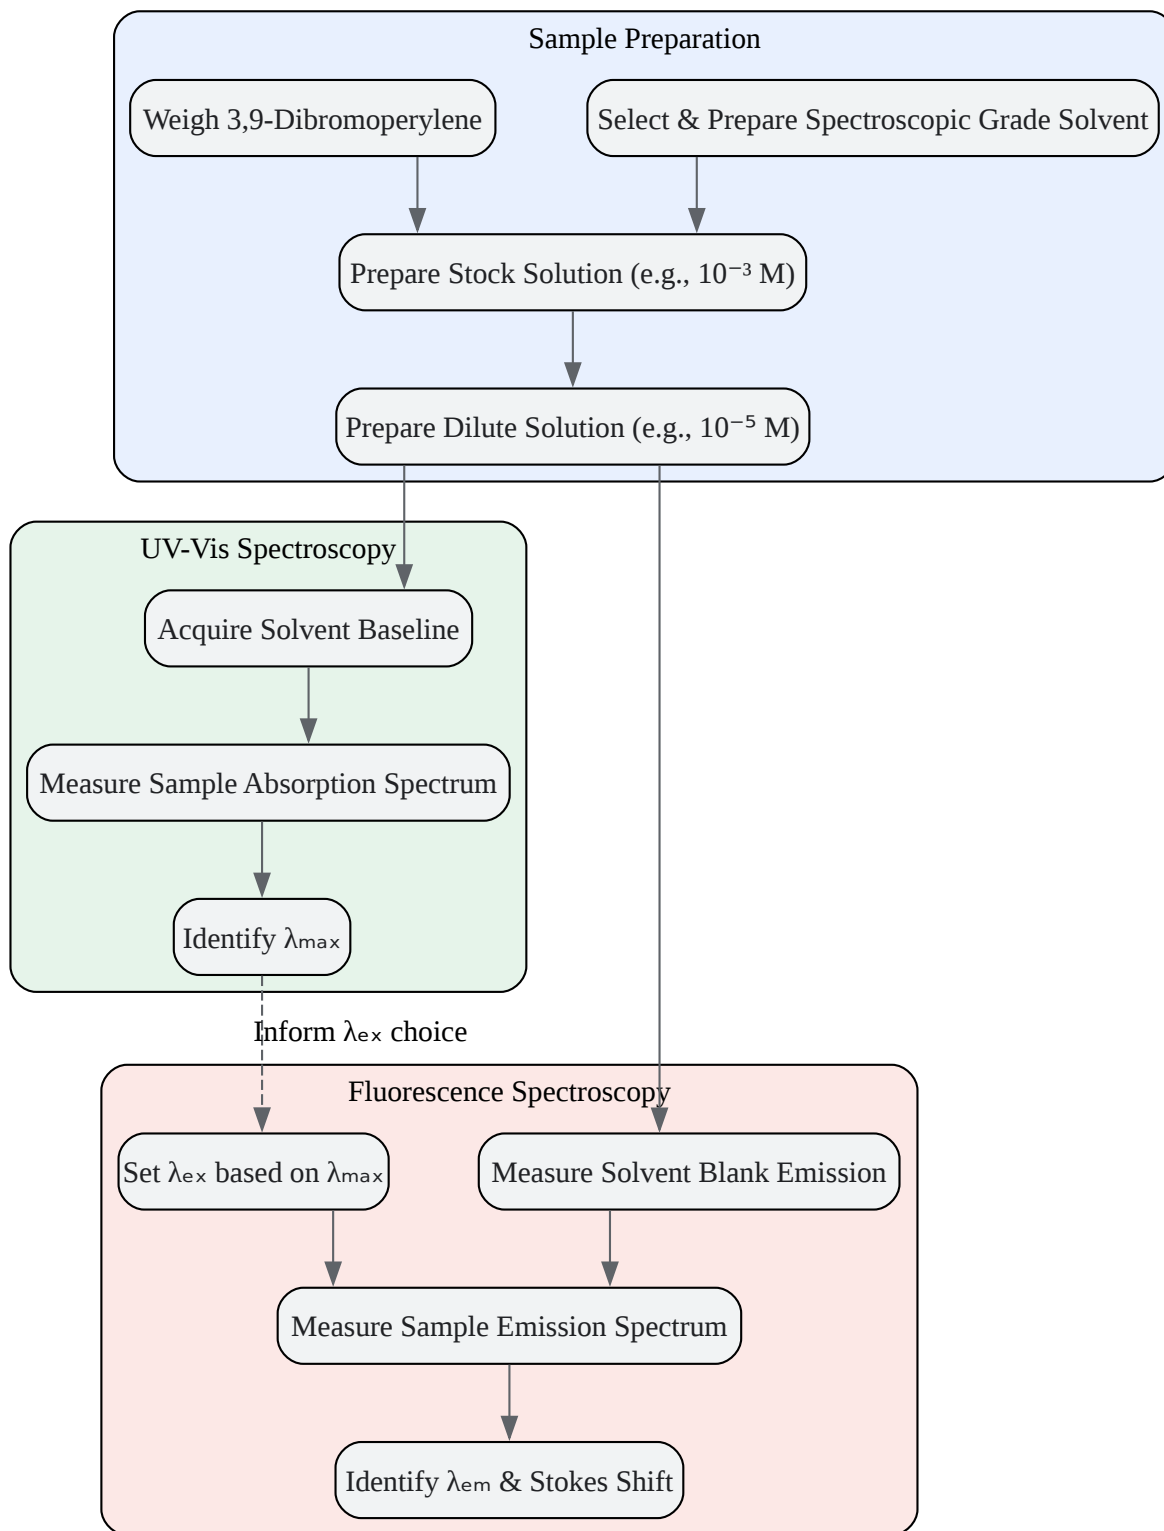 Sample Preparation
Weigh 3,9-Dibromoperylene
Select & Prepare Spectroscopic Grade Solvent
Prepare Stock Solution (e.g., 10⁻³ M)
Prepare Dilute Solution (e.g., 10⁻⁵ M)
UV-Vis Spectroscopy
Acquire Solvent Baseline
Measure Sample Absorption Spectrum
Identify λₘₐₓ
Inform λₑₓ choice
Fluorescence Spectroscopy
Set λₑₓ based on λₘₐₓ
Measure Solvent Blank Emission
Measure Sample Emission Spectrum
Identify λₑₘ & Stokes Shift